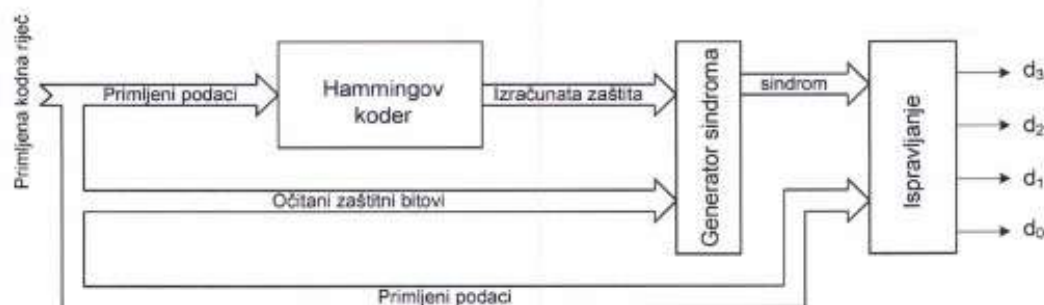 Primljena kodna riječ
Primljeni podaci
Hammingov
koder
Izračunata zaštita
Generator sindroma
sindrom
Ispravljanje
d3
d2
d1
d0
Očitani zaštitni bitovi
Primljeni podaci